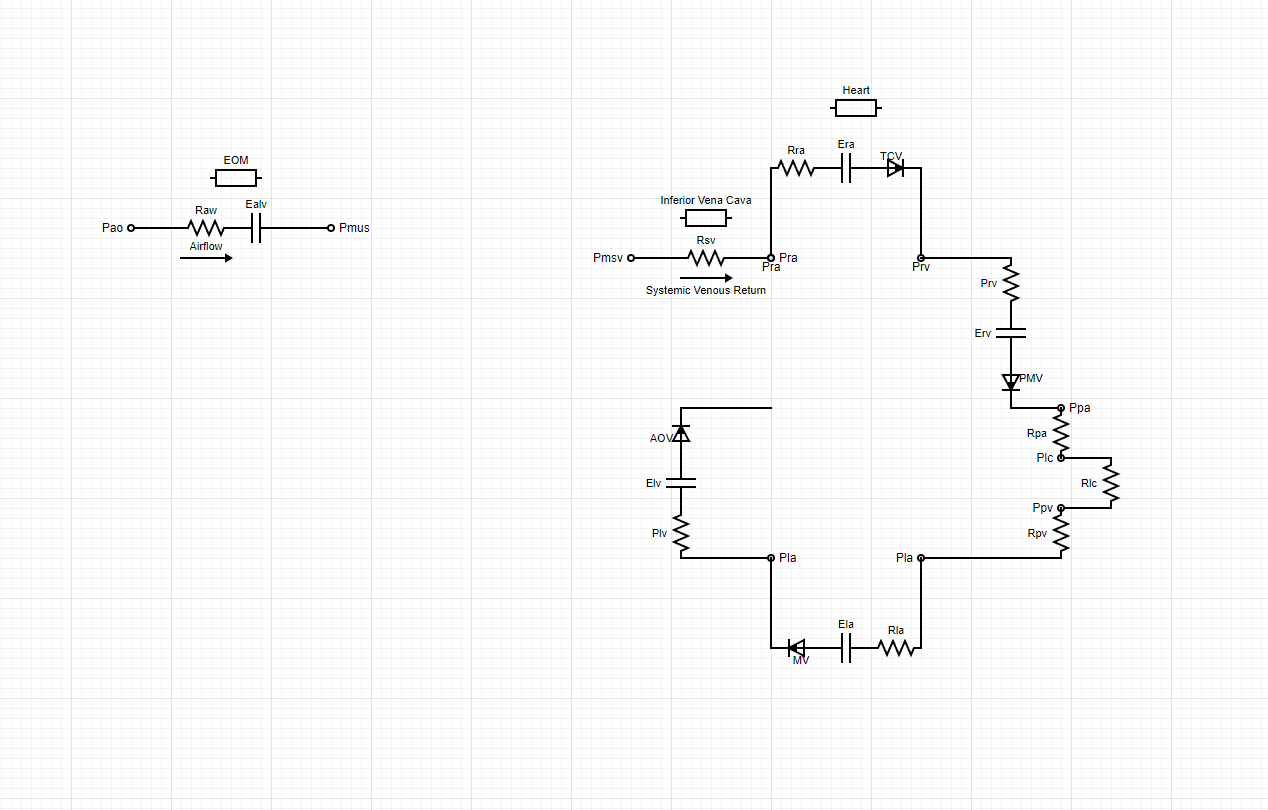 Heart
Rra
Era
TCV
EOM
Raw
Ealv
Pao
Pmus
Airflow
Inferior Vena Cava
Rsv
Pmsv
Pra
Pra
Systemic Venous Return
Prv
Prv
Erv
PMV
Ppa
Rpa
Plc
Rlc
Ppv
Rpv
AOV
Elv
Plv
Pla
Pla
Ela
Rla
MV